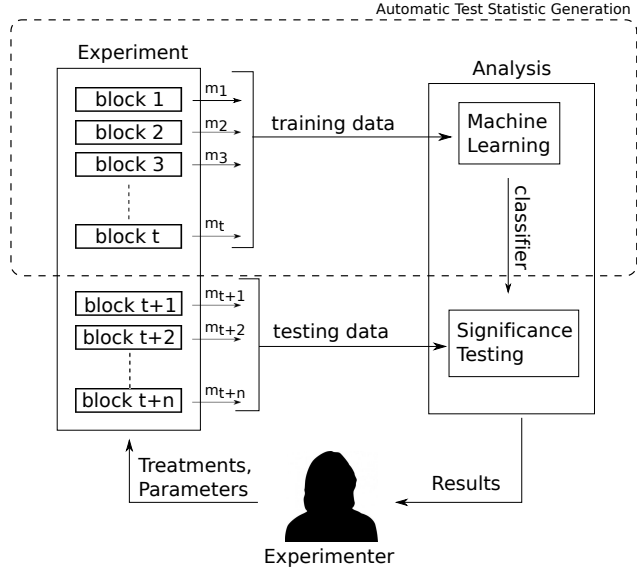 Automatic Test Statistic Generation
Experiment
block 1
m1
block 2
m2
block 3
m3
block t
mt
training data
Analysis
Machine
Learning
classifier
block t+1
mt+1
block t+2
mt+2
block t+n
mt+n
testing data
Significance
Testing
Treatments,
Parameters
Results
Experimenter